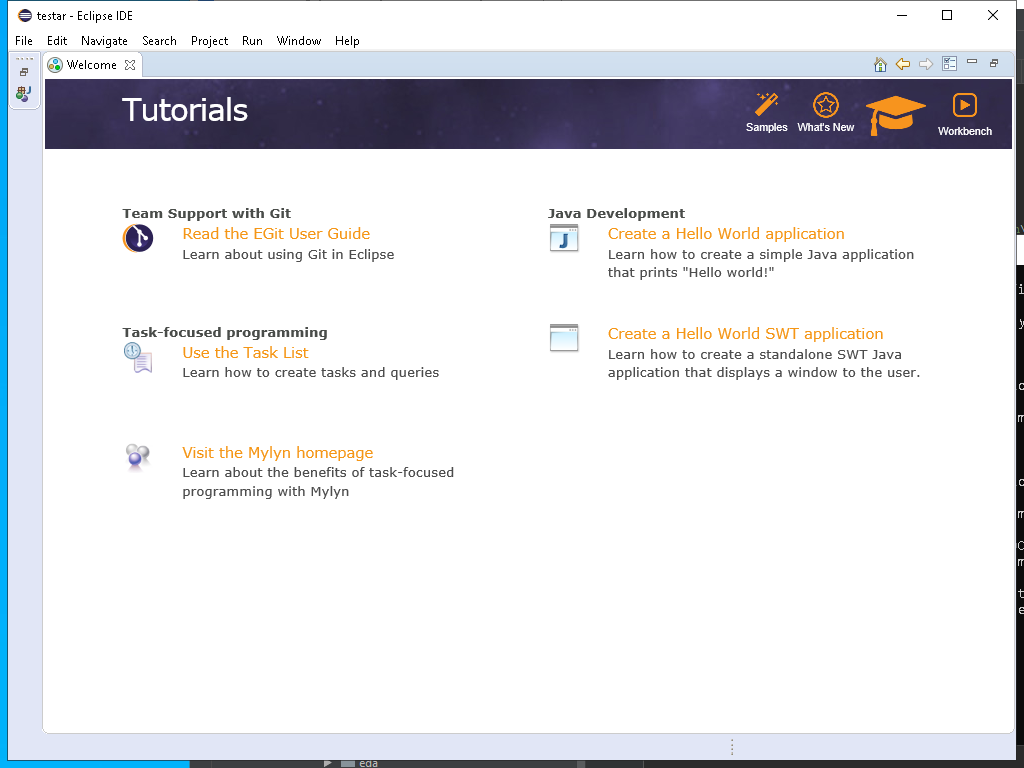 testar - Eclipse IDE
File Edit Navigate Search Project Run Window Help
Welcome
Tutorials
Samples
What's New
Workbench
Team Support with Git
Read the EGit User Guide
Learn about using Git in Eclipse
Task-focused programming
Use the Task List
Learn how to create tasks and queries
Visit the Mylyn homepage
Learn about the benefits of task-focused
programming with Mylyn
Java Development
Create a Hello World application
Learn how to create a simple Java application
that prints "Hello world!"
Create a Hello World SWT application
Learn how to create a standalone SWT Java
application that displays a window to the user.
eda